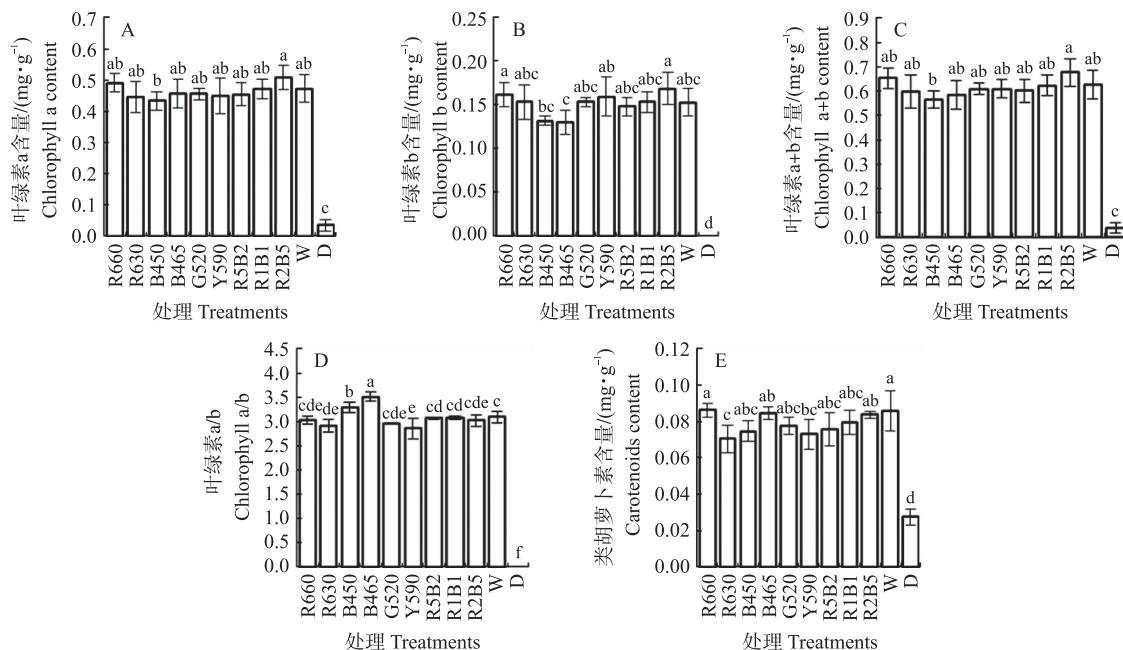 A
叶绿素a含量/(mg•g⁻¹)
Chlorophyll a content
0.7
0.6
0.5
0.4
0.3
0.2
0.1
0.0
ab ab b ab ab ab ab ab a ab c
R660 R630 B450 B465 G520 Y590 R5B2 R1B1 R2B5 W D
处理 Treatments
B
叶绿素b含量/(mg•g⁻¹)
Chlorophyll b content
0.25
0.20
0.15
0.10
0.05
0.00
a abc bc c abc ab abc abc a abc d
R660 R630 B450 B465 G520 Y590 R5B2 R1B1 R2B5 W D
处理 Treatments
C
叶绿素a+b含量/(mg•g⁻¹)
Chlorophyll a+b content
0.9
0.8
0.7
0.6
0.5
0.4
0.3
0.2
0.1
0.0
ab ab b ab ab ab ab ab a ab c
R660 R630 B450 B465 G520 Y590 R5B2 R1B1 R2B5 W D
处理 Treatments
D
叶绿素a/b
Chlorophyll a/b
4.5
4.0
3.5
3.0
2.5
2.0
1.5
1.0
0.5
0.0
cde de b a cde e cd cd cde c f
R660 R630 B450 B465 G520 Y590 R5B2 R1B1 R2B5 W D
处理 Treatments
E
类胡萝卜素含量/(mg•g⁻¹)
Carotenoids content
0.12
0.10
0.08
0.06
0.04
0.02
0.00
a c abc ab abc bc abc abc ab a d
R660 R630 B450 B465 G520 Y590 R5B2 R1B1 R2B5 W D
处理 Treatments